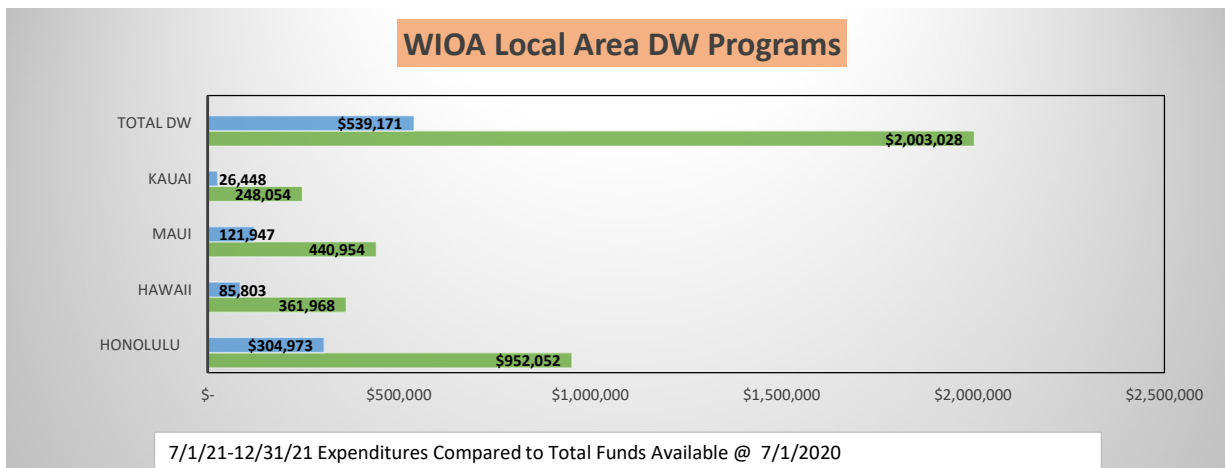 WIOA Local Area DW Programs
TOTAL DW
$539,171
$2,003,028
KAUAI
26,448
248,054
MAUI
121,947
440,954
HAWAII
85,803
361,968
HONOLULU
$304,973
$952,052
$- $500,000 $1,000,000 $1,500,000 $2,000,000 $2,500,000
7/1/21-12/31/21 Expenditures Compared to Total Funds Available @ 7/1/2020